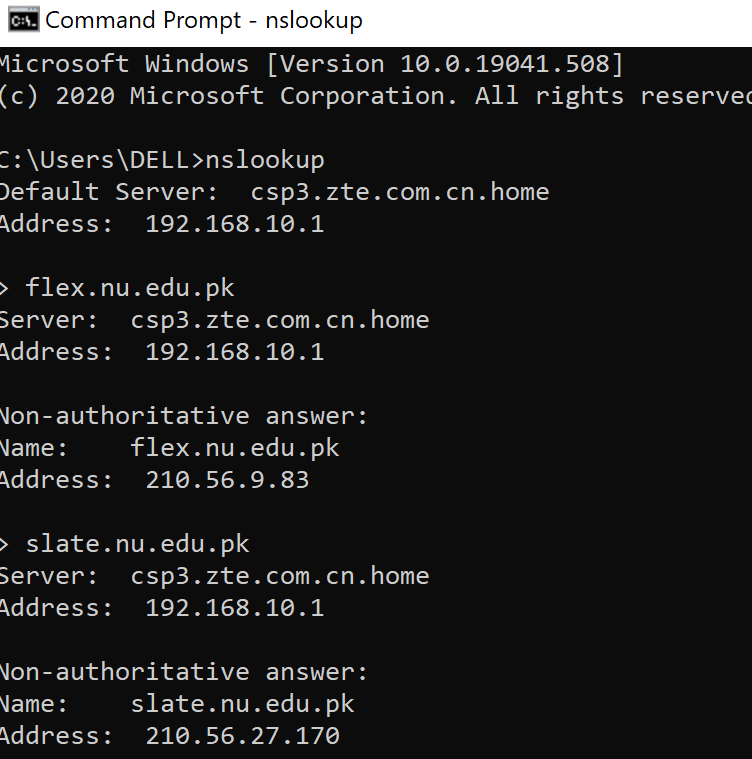 Command Prompt - nslookup
Microsoft Windows [Version 10.0.19041.508]
(c) 2020 Microsoft Corporation. All rights reserved
C:\Users\DELL>nslookup
Default Server:  csp3.zte.com.cn.home
Address:  192.168.10.1
> flex.nu.edu.pk
Server:  csp3.zte.com.cn.home
Address:  192.168.10.1
Non-authoritative answer:
Name:    flex.nu.edu.pk
Address:  210.56.9.83
> slate.nu.edu.pk
Server:  csp3.zte.com.cn.home
Address:  192.168.10.1
Non-authoritative answer:
Name:    slate.nu.edu.pk
Address:  210.56.27.170